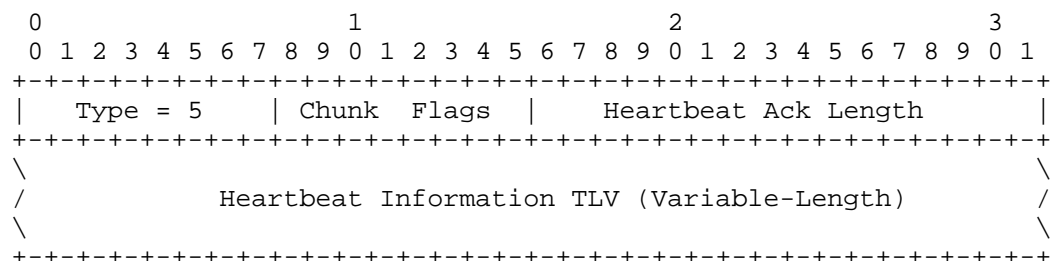 0                   1                   2                   3
 0 1 2 3 4 5 6 7 8 9 0 1 2 3 4 5 6 7 8 9 0 1 2 3 4 5 6 7 8 9 0 1
+-+-+-+-+-+-+-+-+-+-+-+-+-+-+-+-+-+-+-+-+-+-+-+-+-+-+-+-+-+-+-+-+
|   Type = 5    | Chunk  Flags  |    Heartbeat Ack Length       |
+-+-+-+-+-+-+-+-+-+-+-+-+-+-+-+-+-+-+-+-+-+-+-+-+-+-+-+-+-+-+-+-+
\                                                               \
/            Heartbeat Information TLV (Variable-Length)        /
\                                                               \
+-+-+-+-+-+-+-+-+-+-+-+-+-+-+-+-+-+-+-+-+-+-+-+-+-+-+-+-+-+-+-+-+